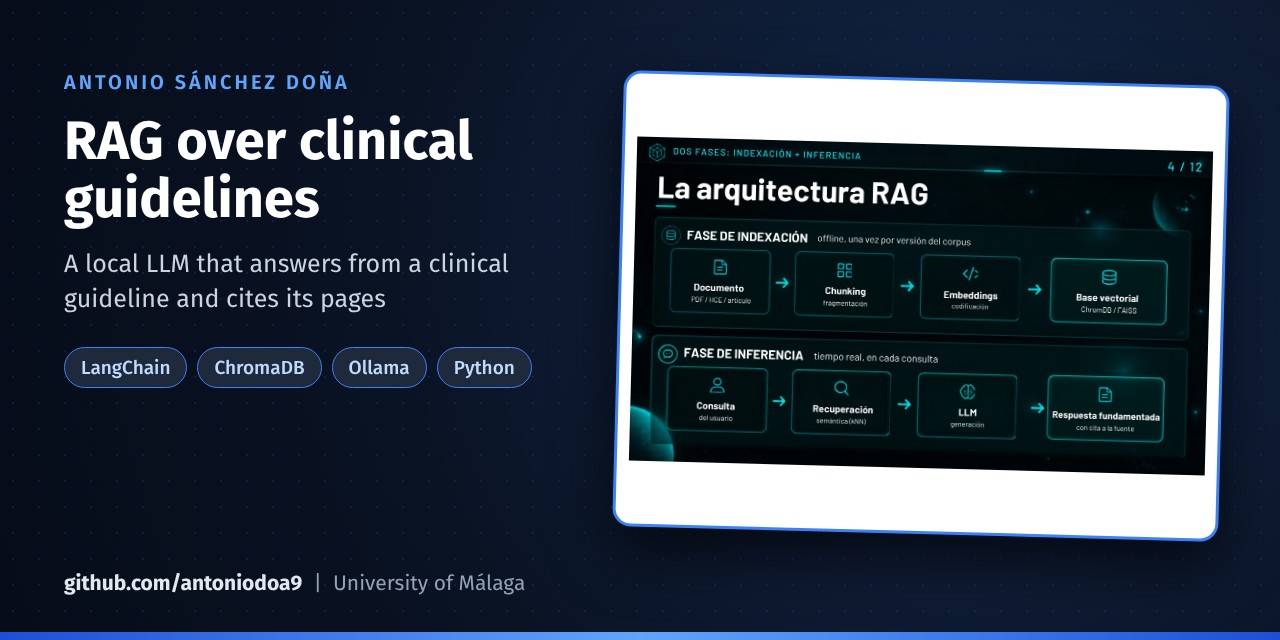 ANTONIO SÁNCHEZ DOÑA
RAG over clinical
guidelines
A local LLM that answers from a clinical
guideline and cites its pages
LangChain
ChromaDB
Ollama
Python
github.com/antoniodoa9 | University of Málaga
DOS FASES: INDEXACIÓN + INFERENCIA
4 / 12
La arquitectura RAG
FASE DE INDEXACIÓN offline, una vez por versión del corpus
Documento
PDF / HCE / artículo
Chunking
fragmentación
Embeddings
codificación
Base vectorial
ChromDB / FAISS
FASE DE INFERENCIA tiempo real, en cada consulta
Consulta
del usuario
Recuperación
semántica (kNN)
LLM
generación
Respuesta fundamentada
con cita a la fuente